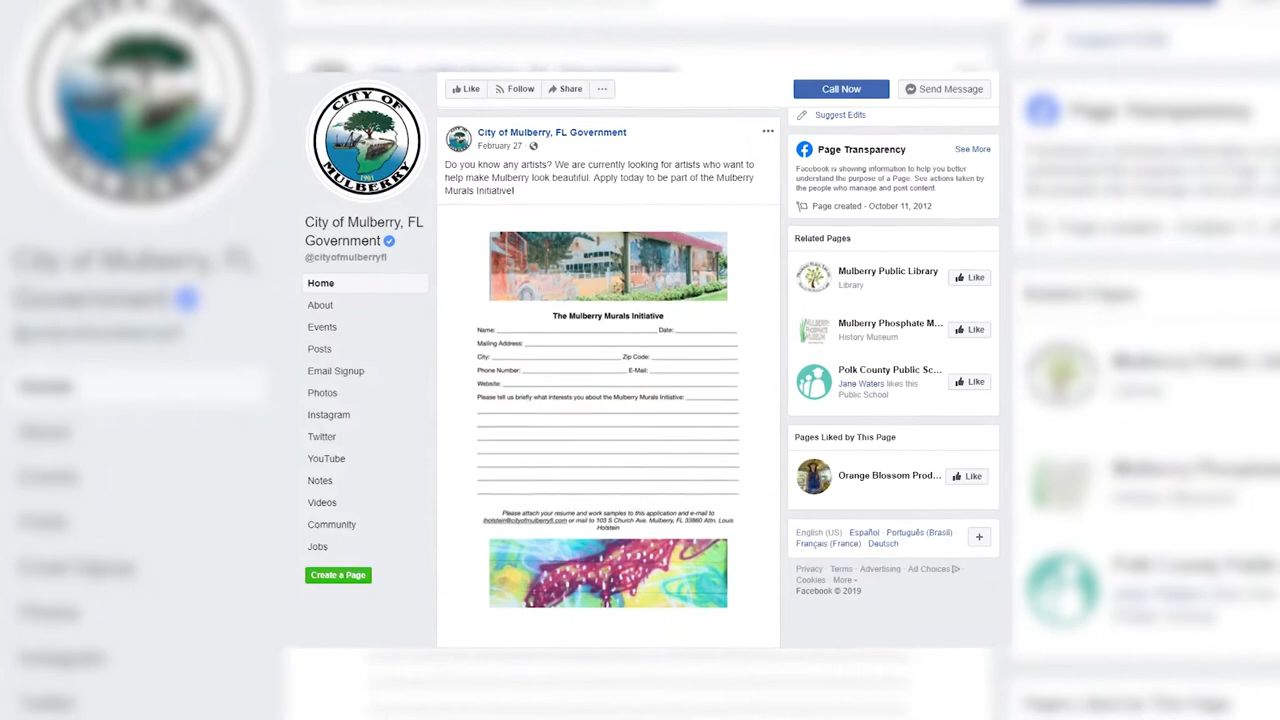 CITY OF
MULBERRY
1901
City of Mulberry, FL
Government
@cityofmulberryfl
Home
About
Events
Posts
Email Signup
Photos
Instagram
Twitter
YouTube
Notes
Videos
Community
Jobs
Create a Page
Like Follow Share ...
City of Mulberry, FL Government
February 27 ·
Do you know any artists? We are currently looking for artists who want to
help make Mulberry look beautiful. Apply today to be part of the Mulberry
Murals Initiative!
The Mulberry Murals Initiative
Name: Date:
Mailing Address:
City: Zip Code:
Phone Number: E-Mail:
Website:
Please tell us briefly what interests you about the Mulberry Murals Initiative:
Please attach your resume and work samples to this application and e-mail to
lholstein@cityofmulberryfl.com or mail to 103 S Church Ave. Mulberry, FL 33860 Attn. Louis
Holstein
Call Now Send Message
Suggest Edits
Page Transparency See More
Facebook is showing information to help you better
understand the purpose of a Page. See actions taken by
the people who manage and post content.
Page created - October 11, 2012
Related Pages
Mulberry Public Library
Library
Like
Mulberry Phosphate M...
History Museum
Like
Polk County Public Sc...
Jane Waters likes this
Public School
Like
Pages Liked by This Page
Orange Blossom Prod...
Like
English (US) · Español · Português (Brasil) ·
Français (France) · Deutsch
Privacy · Terms · Advertising · Ad Choices ·
Cookies · More
Facebook © 2019